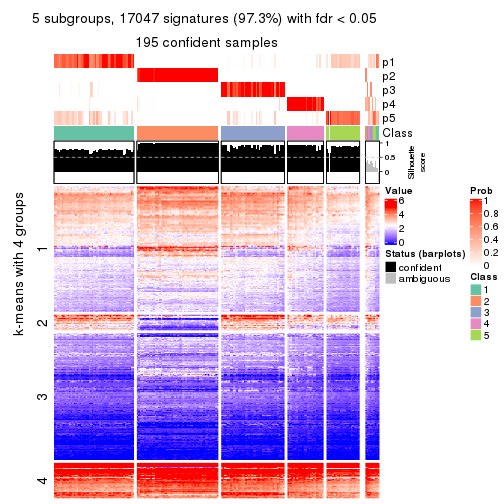 5 subgroups, 17047 signatures (97.3%) with fdr < 0.05
195 confident samples
p1
p2
p3
p4
p5
Class
1
0.5
0
Silhouette
score
k-means with 4 groups
1
2
3
4
Value
6
4
2
0
Status (barplots)
confident
ambiguous
Prob
1
0.8
0.6
0.4
0.2
0
Class
1
2
3
4
5